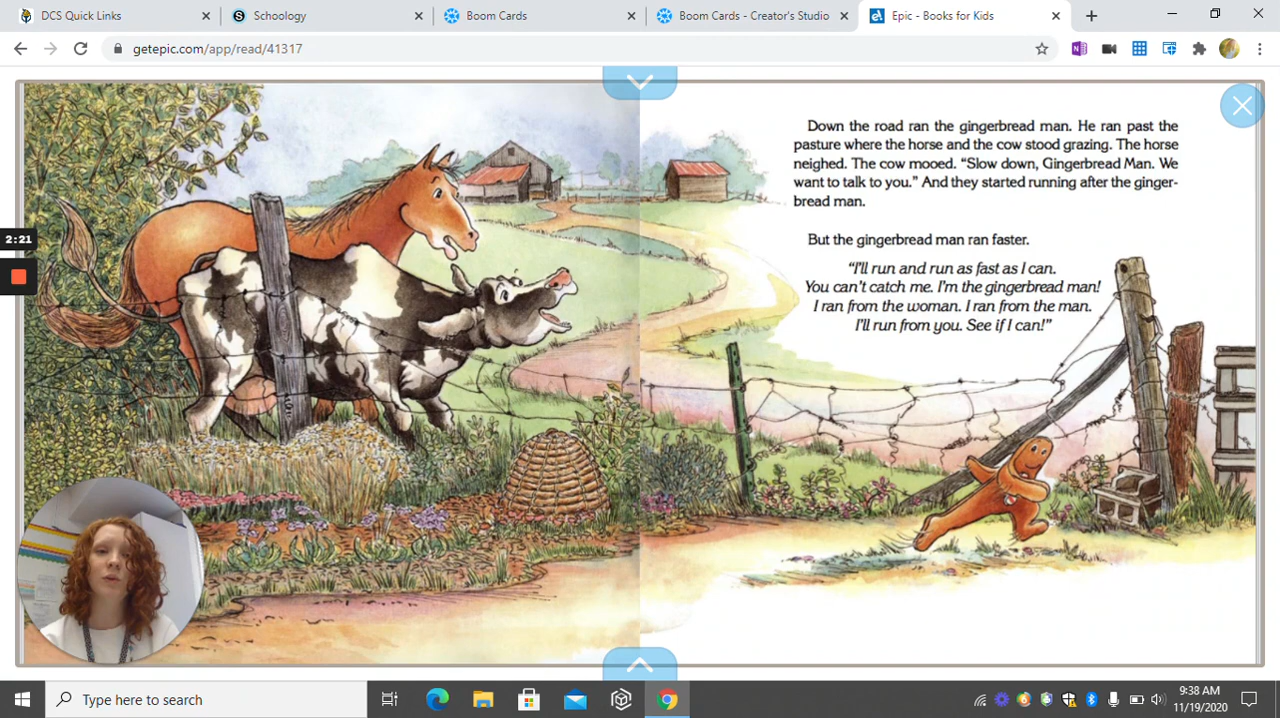 DCS Quick Links
Schoology
Boom Cards
Boom Cards - Creator's Studio
Epic - Books for Kids
getepic.com/app/read/41317
Down the road ran the gingerbread man. He ran past the
pasture where the horse and the cow stood grazing. The horse
neighed. The cow mooed. “Slow down, Gingerbread Man. We
want to talk to you.” And they started running after the ginger-
bread man.
But the gingerbread man ran faster.
“I'll run and run as fast as I can.
You can't catch me. I'm the gingerbread man!
I ran from the woman. I ran from the man.
I'll run from you. See if I can!”
2:21
Type here to search
9:38 AM
11/19/2020